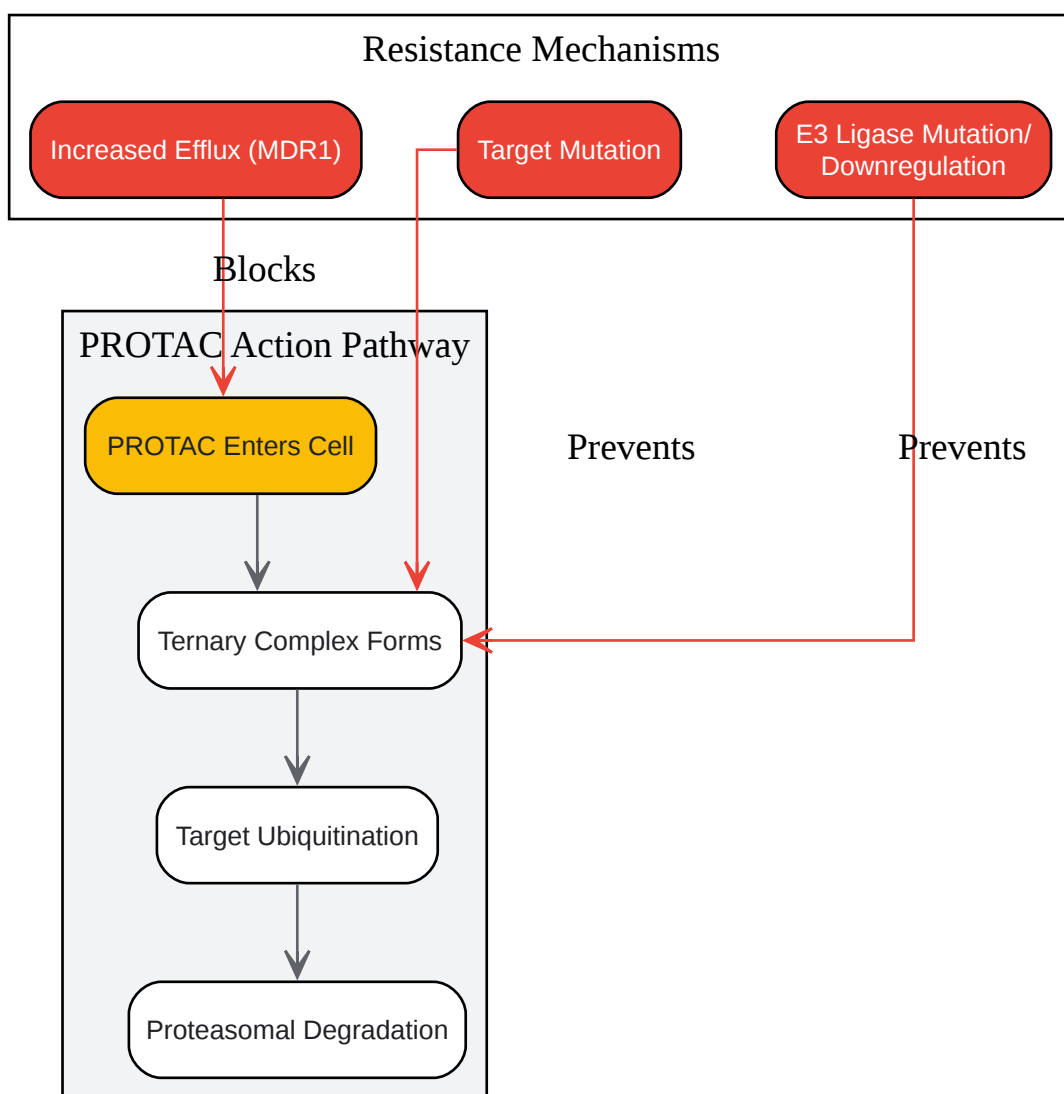 Resistance Mechanisms
Increased Efflux (MDR1)
Target Mutation
E3 Ligase Mutation/
Downregulation
Blocks
PROTAC Action Pathway
PROTAC Enters Cell
Prevents
Prevents
Ternary Complex Forms
Target Ubiquitination
Proteasomal Degradation